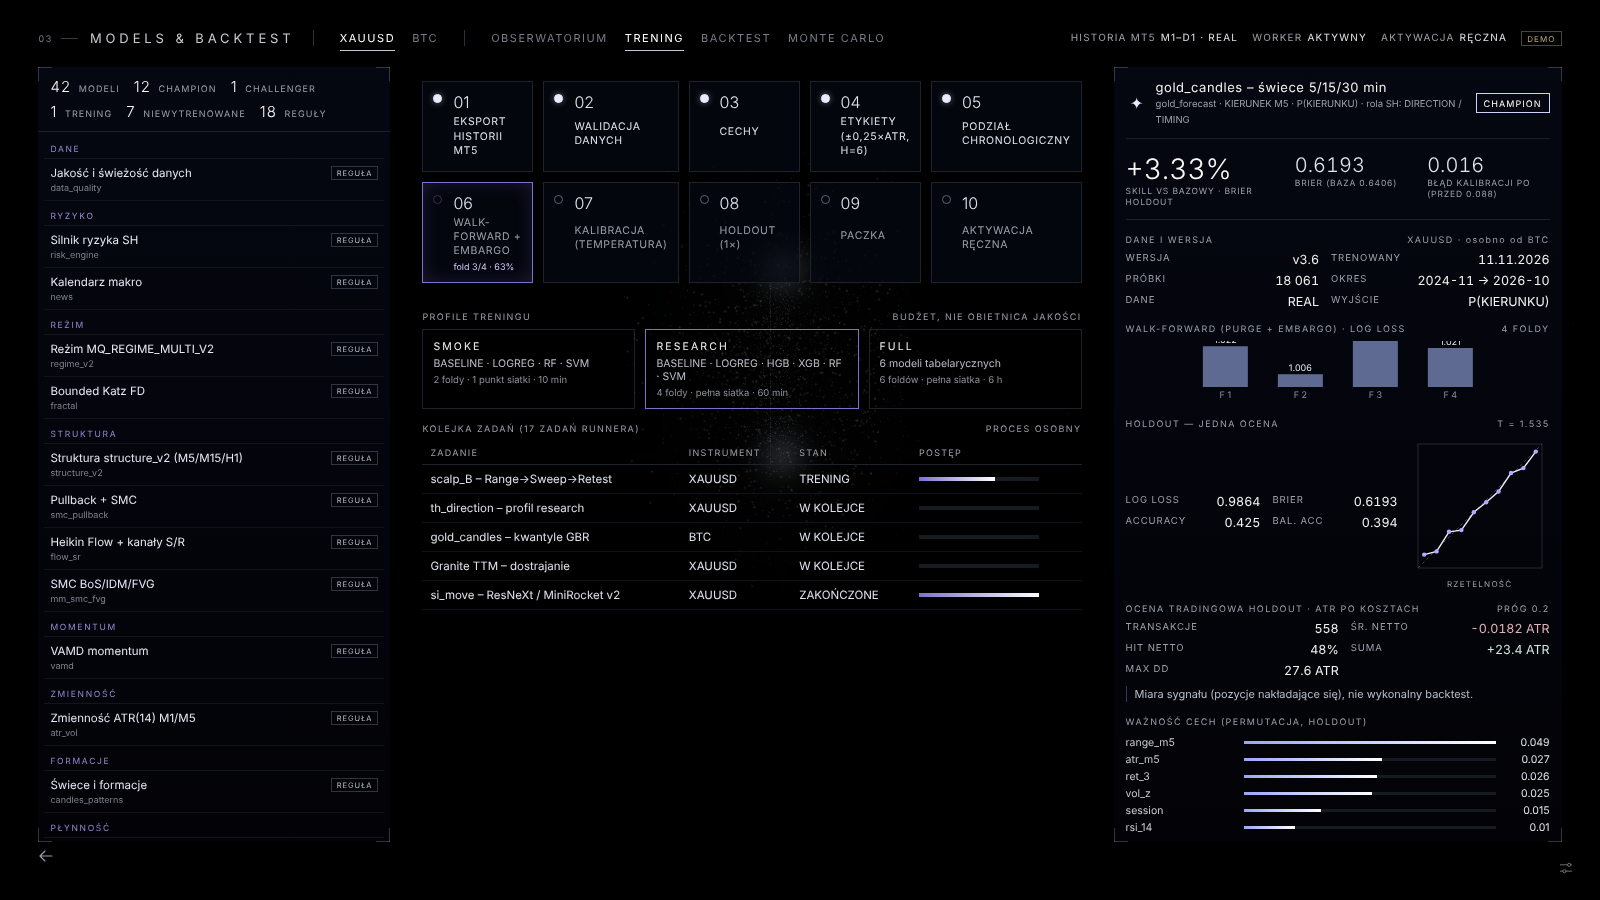 03 — MODELS & BACKTEST
XAUUSD BTC
OBSERWATORIUM TRENING BACKTEST MONTE CARLO
HISTORIA MT5 M1–D1 · REAL WORKER AKTYWNY AKTYWACJA RĘCZNA DEMO
42 MODELI 12 CHAMPION 1 CHALLENGER
1 TRENING 7 NIEWYTRENOWANE 18 REGUŁY
DANE
Jakość i świeżość danych REGUŁA
data_quality
RYZYKO
Silnik ryzyka SH REGUŁA
risk_engine
Kalendarz makro REGUŁA
news
REŻIM
Reżim MQ_REGIME_MULTI_V2 REGUŁA
regime_v2
Bounded Katz FD REGUŁA
fractal
STRUKTURA
Struktura structure_v2 (M5/M15/H1) REGUŁA
structure_v2
Pullback + SMC REGUŁA
smc_pullback
Heikin Flow + kanały S/R REGUŁA
flow_sr
SMC BoS/IDM/FVG REGUŁA
mm_smc_fvg
MOMENTUM
VAMD momentum REGUŁA
vamd
ZMIENNOŚĆ
Zmienność ATR(14) M1/M5 REGUŁA
atr_vol
FORMACJE
Świece i formacje REGUŁA
candles_patterns
PŁYNNOŚĆ
01
EKSPORT
HISTORII
MT5
02
WALIDACJA
DANYCH
03
CECHY
04
ETYKIETY
(±0,25×ATR,
H=6)
05
PODZIAŁ
CHRONOLOGICZNY
06
WALK-
FORWARD +
EMBARGO
fold 3/4 · 63%
07
KALIBRACJA
(TEMPERATURA)
08
HOLDOUT
(1×)
09
PACZKA
10
AKTYWACJA
RĘCZNA
PROFILE TRENINGU BUDŻET, NIE OBIETNICA JAKOŚCI
SMOKE
BASELINE · LOGREG · RF · SVM
2 foldy · 1 punkt siatki · 10 min
RESEARCH
BASELINE · LOGREG · HGB · XGB · RF
· SVM
4 foldy · pełna siatka · 60 min
FULL
6 modeli tabelarycznych
6 foldów · pełna siatka · 6 h
KOLEJKA ZADAŃ (17 ZADAŃ RUNNERA) PROCES OSOBNY
ZADANIE INSTRUMENT STAN POSTĘP
scalp_B – Range→Sweep→Retest XAUUSD TRENING
th_direction – profil research XAUUSD W KOLEJCE
gold_candles – kwantyle GBR BTC W KOLEJCE
Granite TTM – dostrajanie XAUUSD W KOLEJCE
si_move – ResNeXt / MiniRocket v2 XAUUSD ZAKOŃCZONE
gold_candles – świece 5/15/30 min
gold_forecast · KIERUNEK M5 · P(KIERUNKU) · rola SH: DIRECTION /
TIMING
CHAMPION
+3.33%
SKILL VS BAZOWY · BRIER
HOLDOUT
0.6193
BRIER (BAZA 0.6406)
0.016
BŁĄD KALIBRACJI PO
(PRZED 0.088)
DANE I WERSJA XAUUSD · osobno od BTC
WERSJA v3.6 TRENOWANY 11.11.2026
PRÓBKI 18 061 OKRES 2024-11 → 2026-10
DANE REAL WYJŚCIE P(KIERUNKU)
WALK-FORWARD (PURGE + EMBARGO) · LOG LOSS 4 FOLDY
1.022 1.006 1.021
F1 F2 F3 F4
HOLDOUT — JEDNA OCENA T = 1.535
LOG LOSS 0.9864 BRIER 0.6193
ACCURACY 0.425 BAL. ACC 0.394
RZETELNOŚĆ
OCENA TRADINGOWA HOLDOUT · ATR PO KOSZTACH PRÓG 0.2
TRANSAKCJE 558 ŚR. NETTO -0.0182 ATR
HIT NETTO 48% SUMA +23.4 ATR
MAX DD 27.6 ATR
Miara sygnału (pozycje nakładające się), nie wykonalny backtest.
WAŻNOŚĆ CECH (PERMUTACJA, HOLDOUT)
range_m5 0.049
atr_m5 0.027
ret_3 0.026
vol_z 0.025
session 0.015
rsi_14 0.01